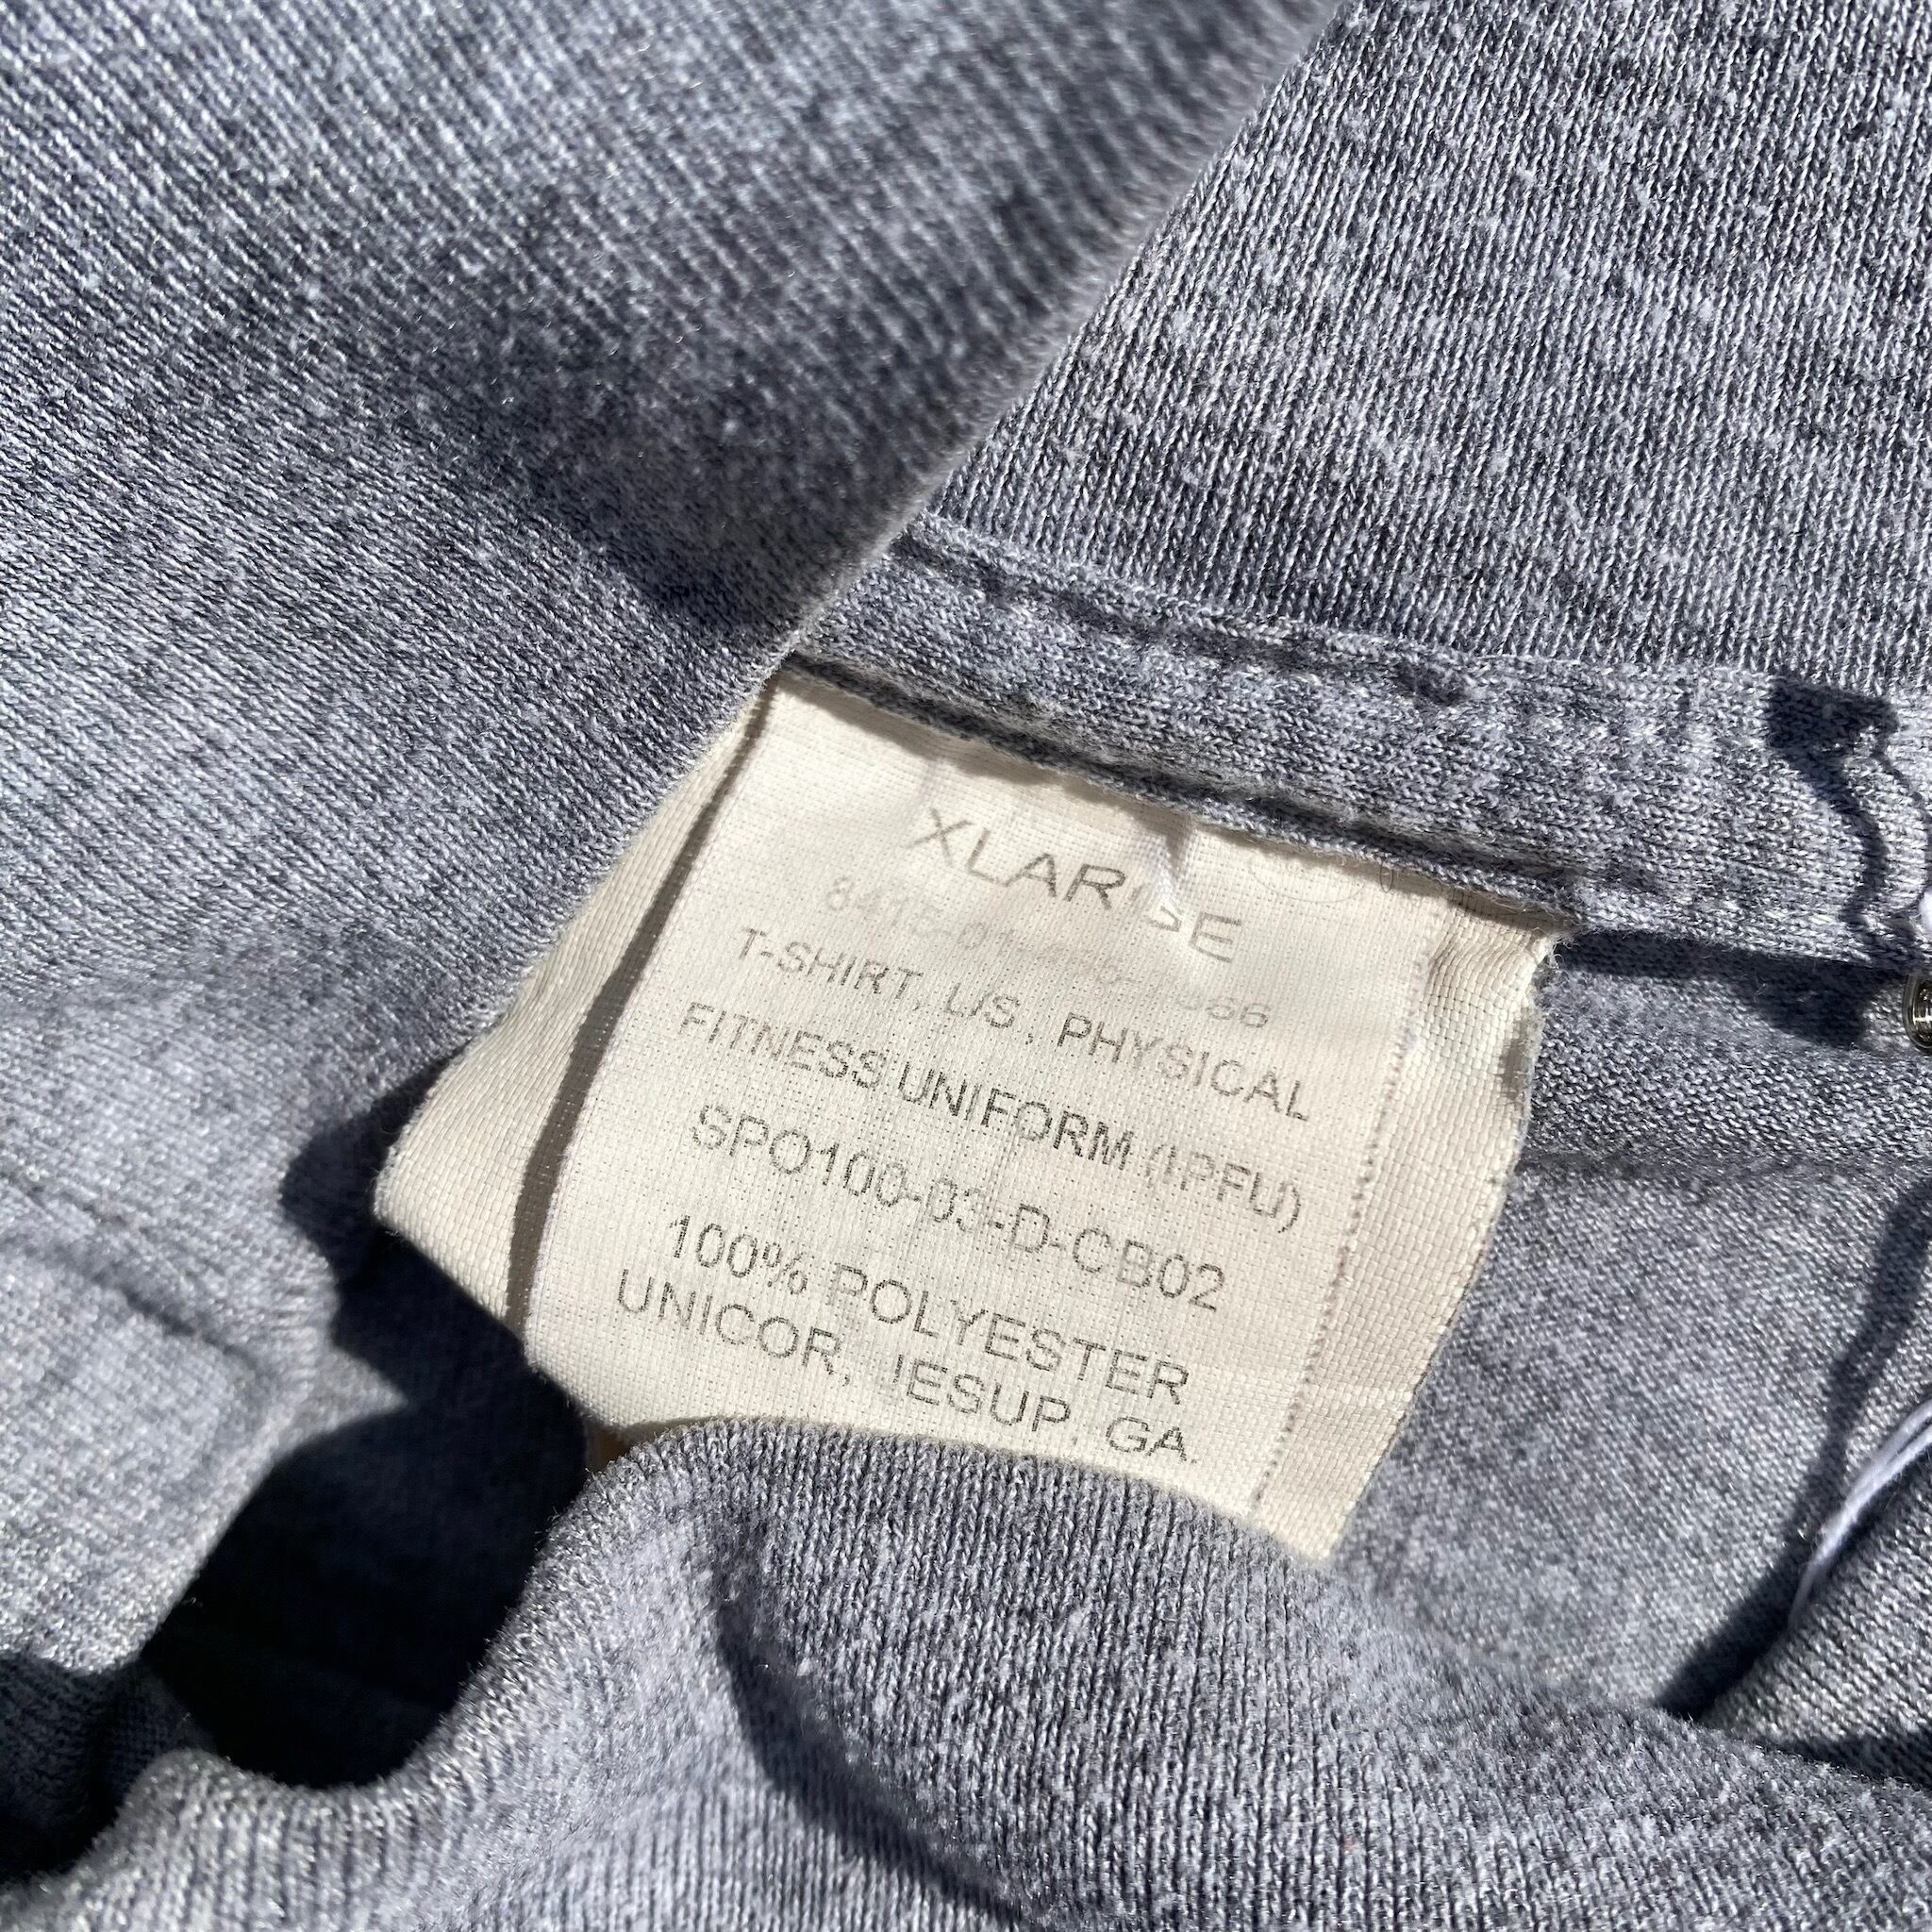 XLARGE
T-SHIRT, L/S, PHYSICAL
FITNESS UNIFORM (IPFU)
SPO100-03-D-CB02
100% POLYESTER
UNICOR, JESUP, GA.